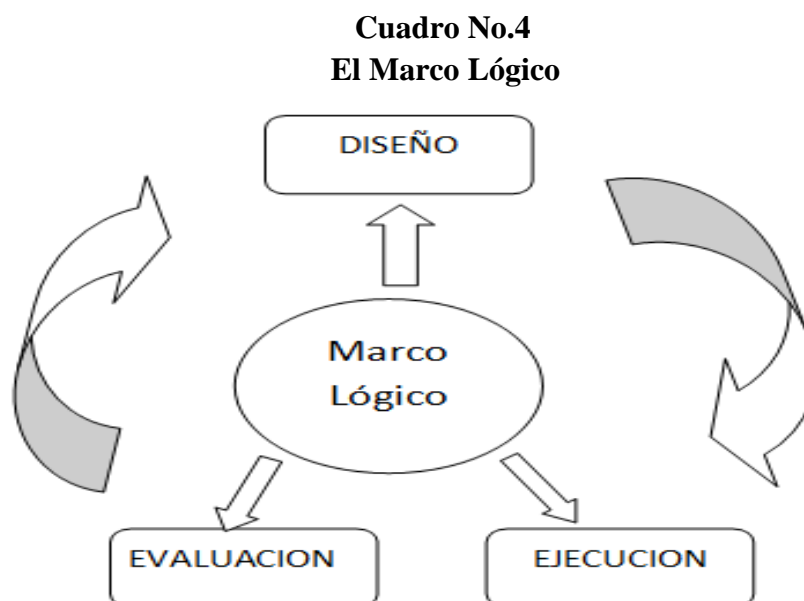 Cuadro No.4
El Marco Lógico
DISEÑO
Marco
Lógico
EVALUACION
EJECUCION